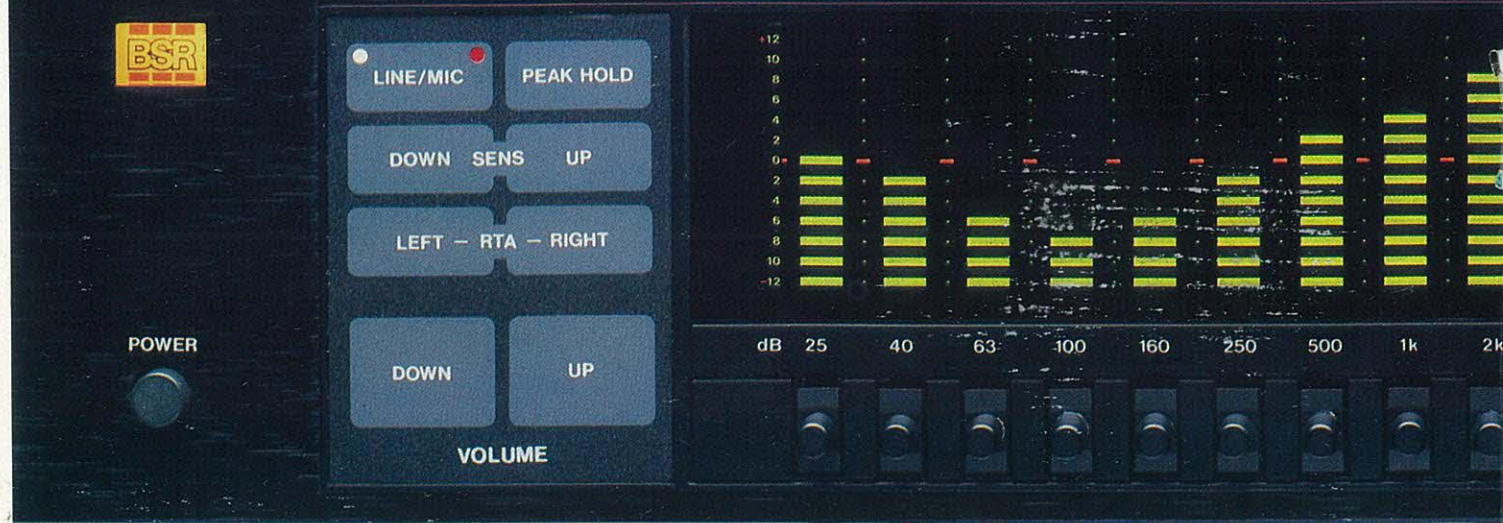 BSR
LINE/MIC PEAK HOLD
DOWN SENS UP
LEFT – RTA – RIGHT
DOWN UP
VOLUME
POWER
+12
10
8
6
4
2
0
2
4
6
8
10
-12
dB 25 40 63 100 160 250 500 1k 2k